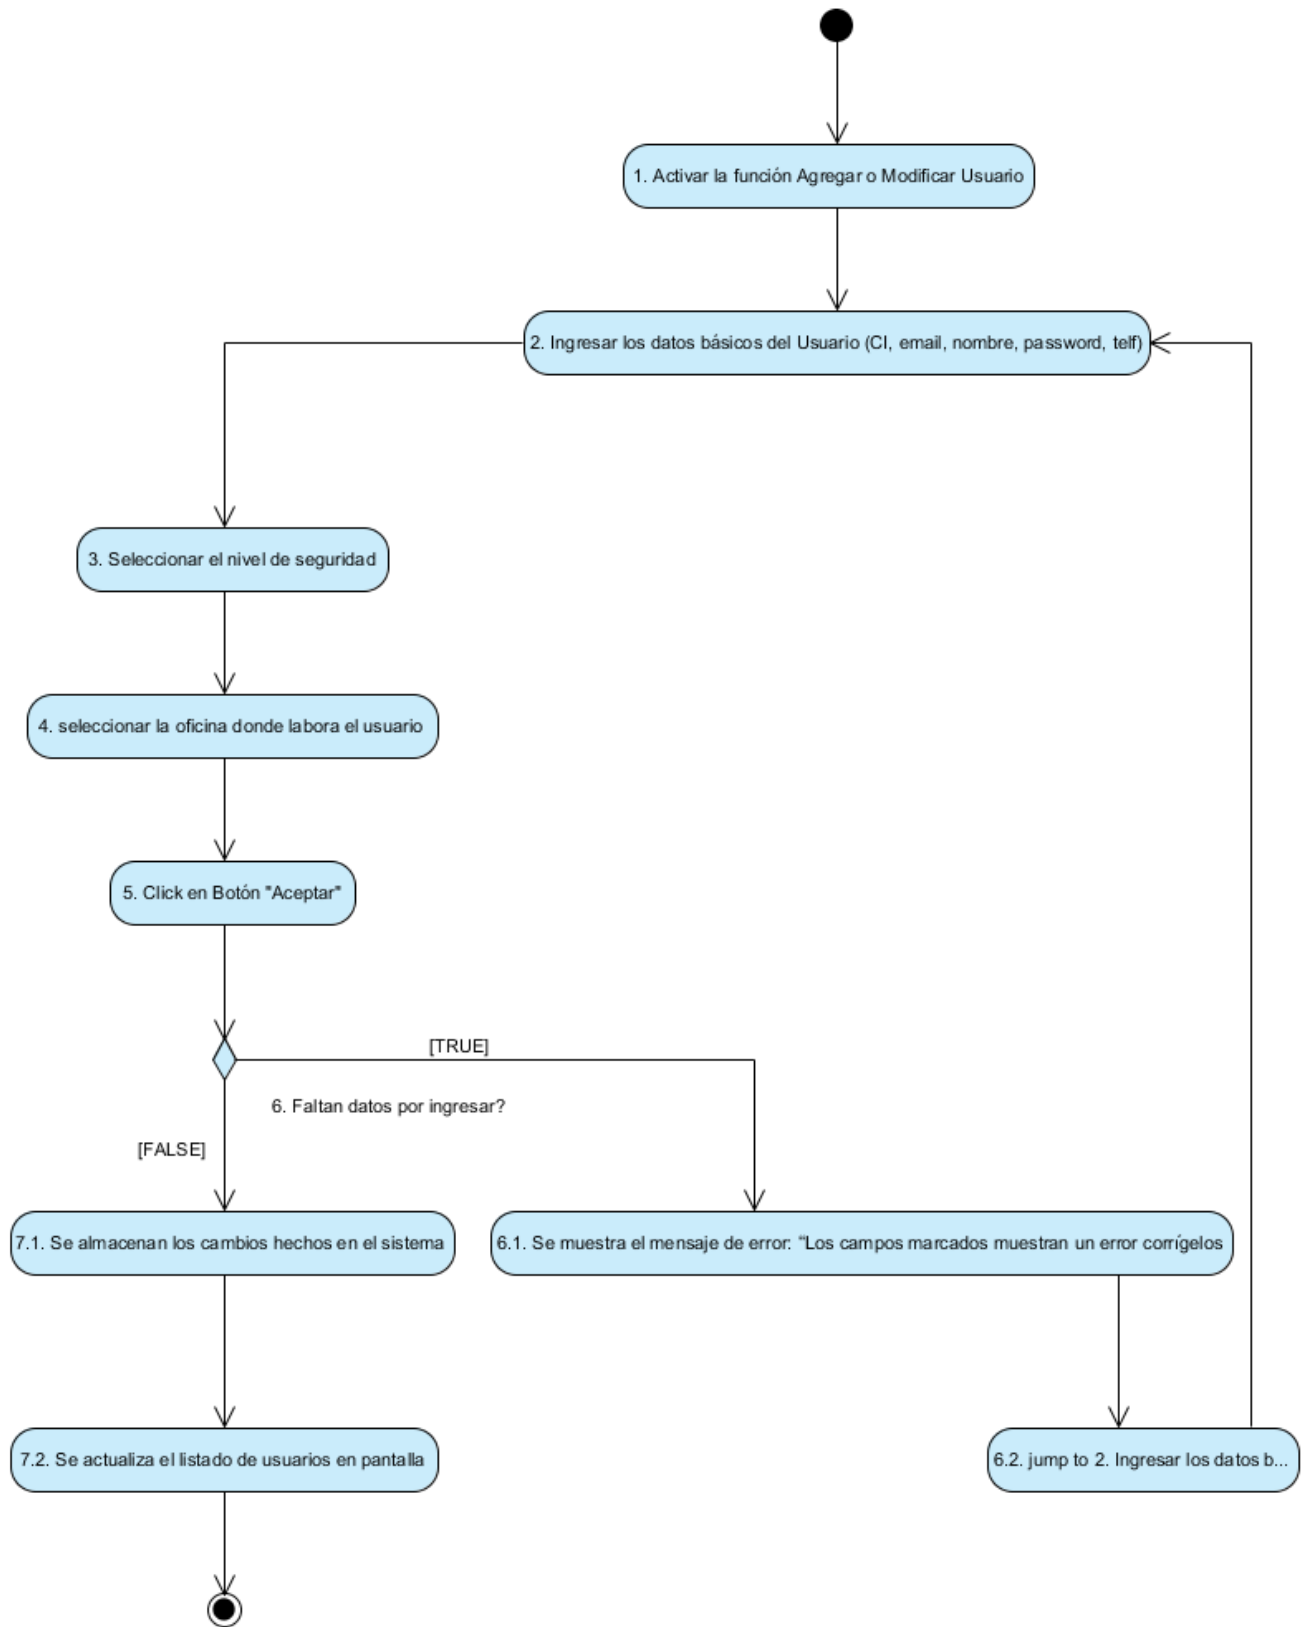 1. Activar la función Agregar o Modificar Usuario
2. Ingresar los datos básicos del Usuario (CI, email, nombre, password, telf)
3. Seleccionar el nivel de seguridad
4. seleccionar la oficina donde labora el usuario
5. Click en Botón "Aceptar"
[TRUE]
6. Faltan datos por ingresar?
[FALSE]
7.1. Se almacenan los cambios hechos en el sistema
6.1. Se muestra el mensaje de error: “Los campos marcados muestran un error corrígelos
7.2. Se actualiza el listado de usuarios en pantalla
6.2. jump to 2. Ingresar los datos b...